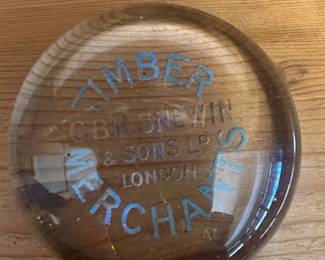 TIMBER
C.B.N. SNEWIN
& SONS LD
LONDON
MERCHANTS